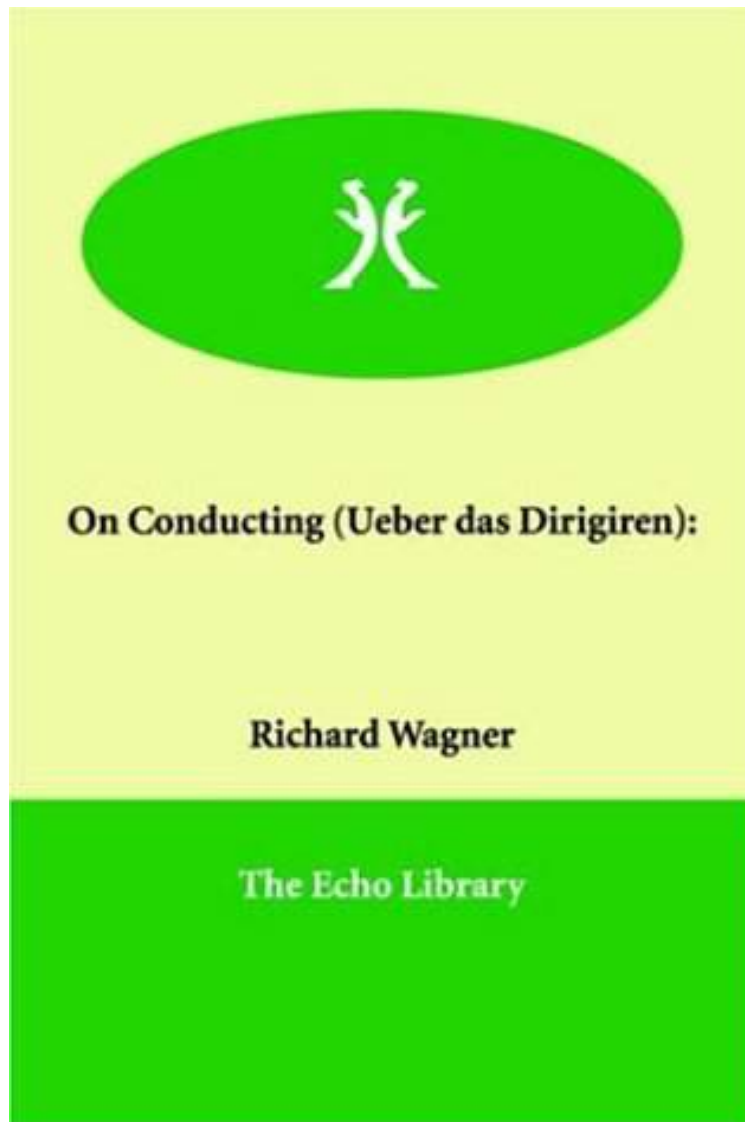 On Conducting (Ueber das Dirigiren):
Richard Wagner
The Echo Library